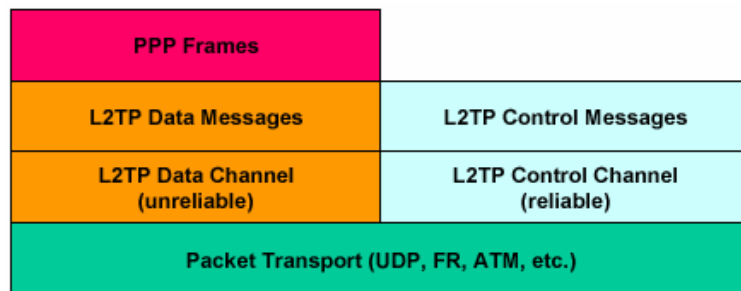 PPP Frames
L2TP Data Messages
L2TP Control Messages
L2TP Data Channel
(unreliable)
L2TP Control Channel
(reliable)
Packet Transport (UDP, FR, ATM, etc.)